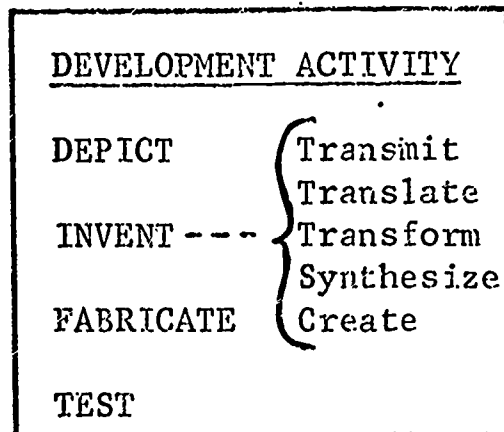 DEVELOPMENT ACTIVITY
DEPICT Transmit
Translate
INVENT --- Transform
Synthesize
FABRICATE Create
TEST